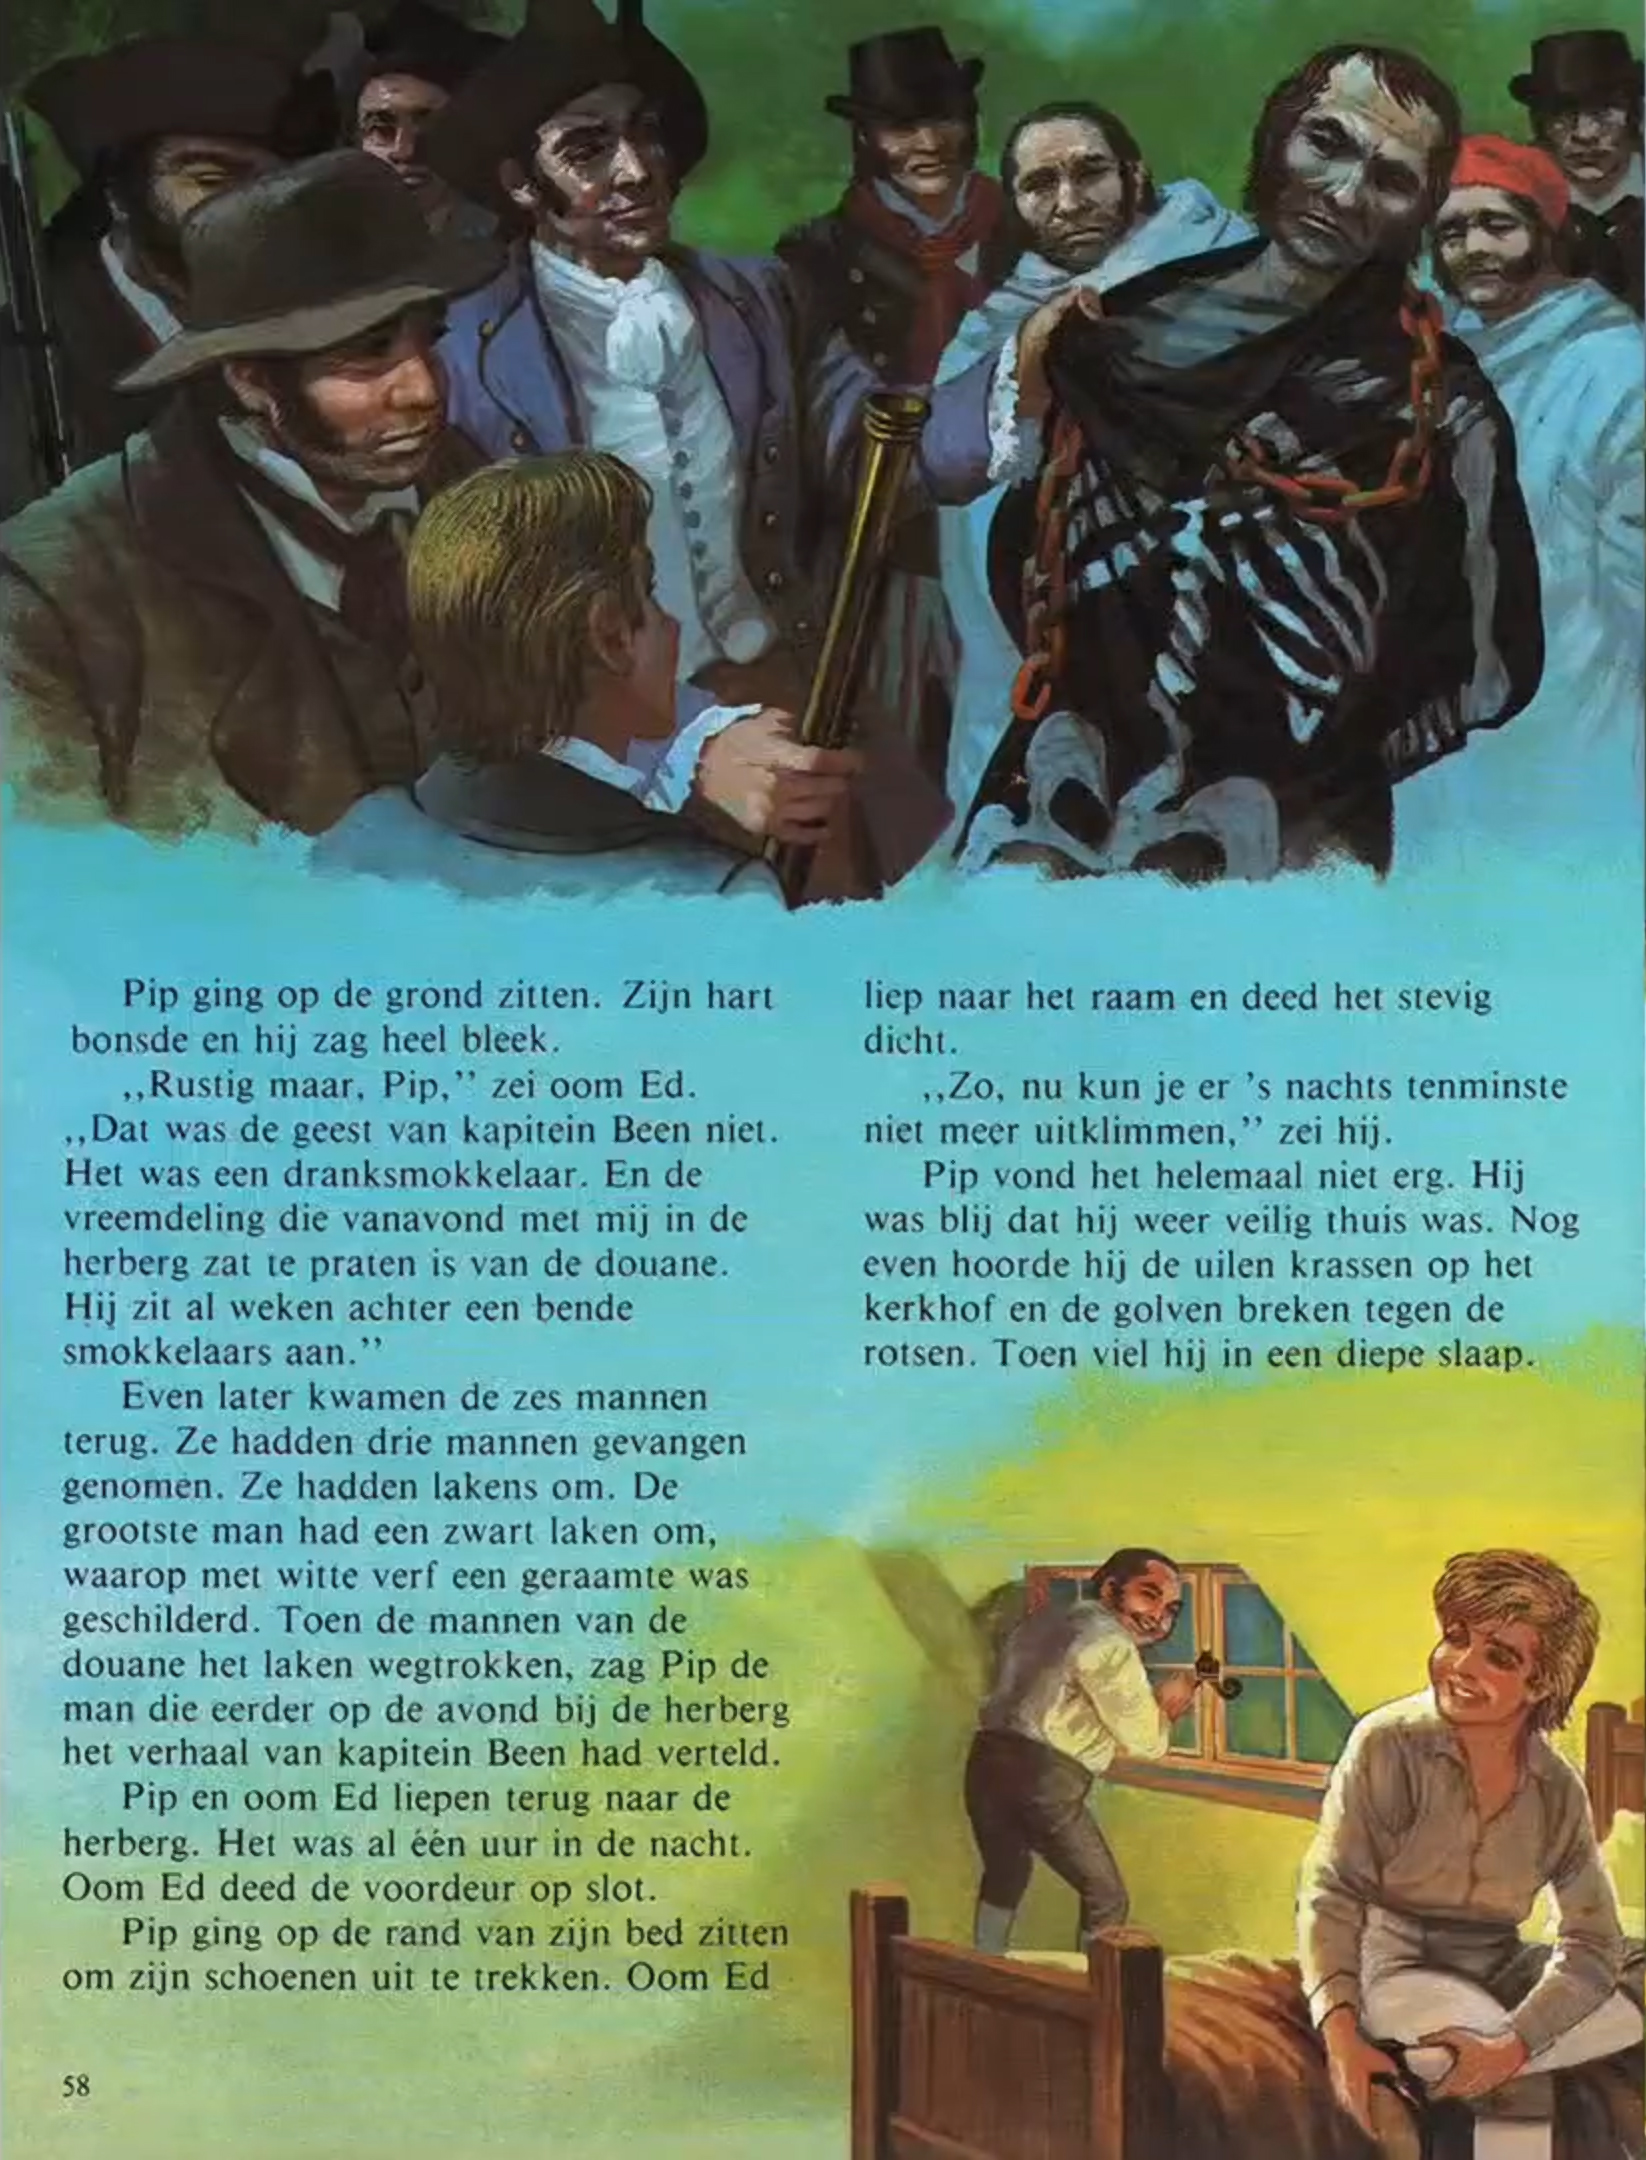 Pip ging op de grond zitten. Zijn hart
bonsde en hij zag heel bleek.
,,Rustig maar, Pip,’’ zei oom Ed.
,,Dat was de geest van kapitein Been niet.
Het was een dranksmokkelaar. En de
vreemdeling die vanavond met mij in de
herberg zat te praten is van de douane.
Hij zit al weken achter een bende
smokkelaars aan.’’
Even later kwamen de zes mannen
terug. Ze hadden drie mannen gevangen
genomen. Ze hadden lakens om. De
grootste man had een zwart laken om,
waarop met witte verf een geraamte was
geschilderd. Toen de mannen van de
douane het laken wegtrokken, zag Pip de
man die eerder op de avond bij de herberg
het verhaal van kapitein Been had verteld.
Pip en oom Ed liepen terug naar de
herberg. Het was al één uur in de nacht.
Oom Ed deed de voordeur op slot.
Pip ging op de rand van zijn bed zitten
om zijn schoenen uit te trekken. Oom Ed
liep naar het raam en deed het stevig
dicht.
,,Zo, nu kun je er ’s nachts tenminste
niet meer uitklimmen,’’ zei hij.
Pip vond het helemaal niet erg. Hij
was blij dat hij weer veilig thuis was. Nog
even hoorde hij de uilen krassen op het
kerkhof en de golven breken tegen de
rotsen. Toen viel hij in een diepe slaap.
58